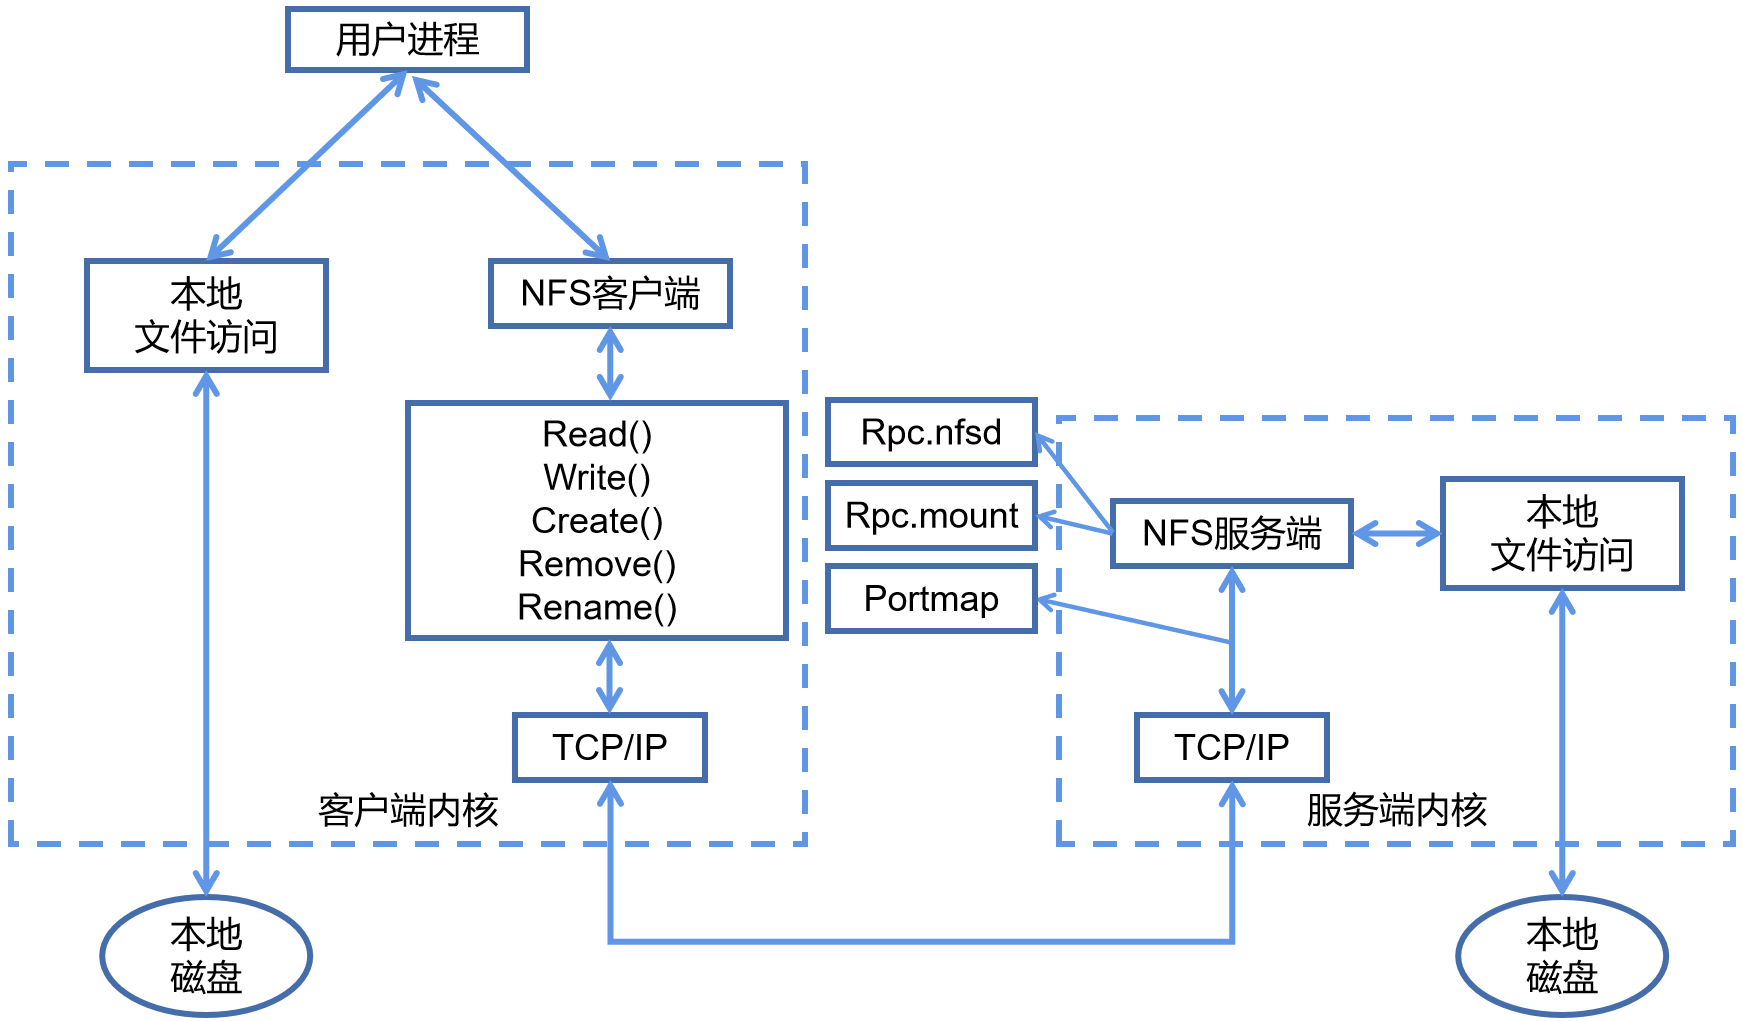 用户进程
本地
文件访问
NFS客户端
Read()
Write()
Create()
Remove()
Rename()
TCP/IP
客户端内核
本地
磁盘
Rpc.nfsd
Rpc.mount
Portmap
NFS服务端
本地
文件访问
TCP/IP
服务端内核
本地
磁盘